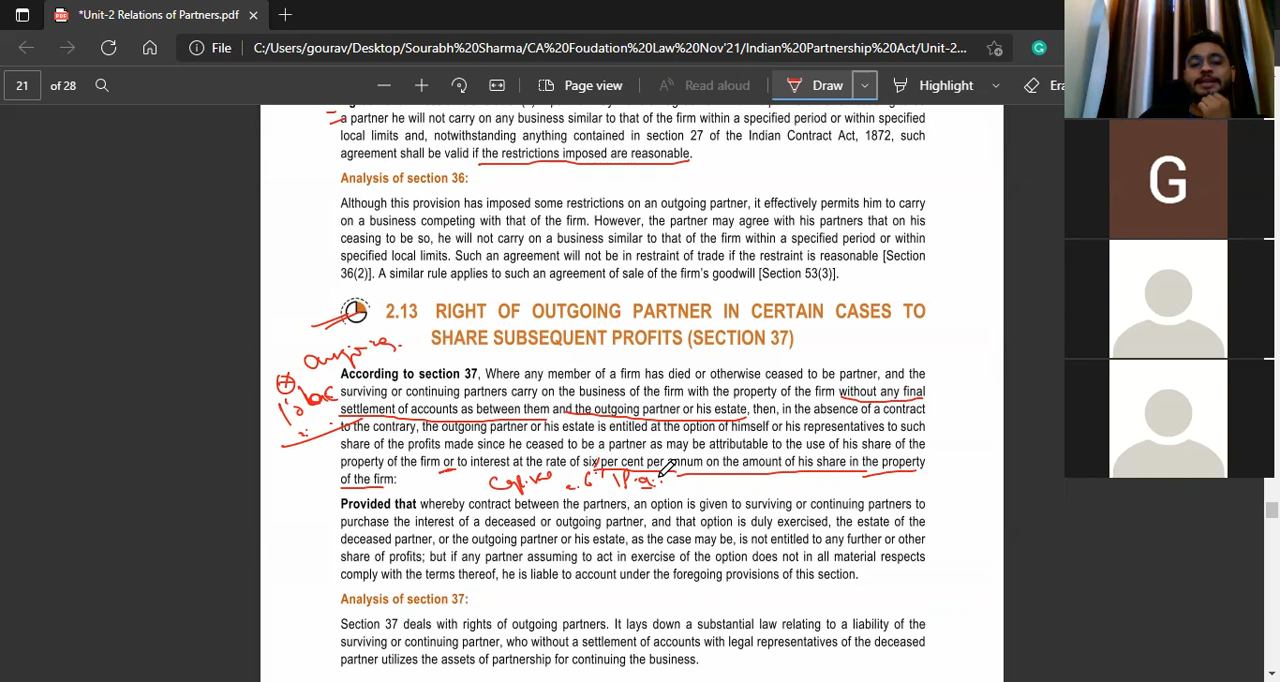 *Unit-2 Relations of Partners.pdf
File C:/Users/gourav/Desktop/Sourabh%20Sharma/CA%20Foudation%20Law%20Nov'21/Indian%20Partnership%20Act/Unit-2...
21 of 28 Page view Read aloud Draw Highlight Era
a partner he will not carry on any business similar to that of the firm within a specified period or within specified
local limits and, notwithstanding anything contained in section 27 of the Indian Contract Act, 1872, such
agreement shall be valid if the restrictions imposed are reasonable.
Analysis of section 36:
Although this provision has imposed some restrictions on an outgoing partner, it effectively permits him to carry
on a business competing with that of the firm. However, the partner may agree with his partners that on his
ceasing to be so, he will not carry on a business similar to that of the firm within a specified period or within
specified local limits. Such an agreement will not be in restraint of trade if the restraint is reasonable [Section
36(2)]. A similar rule applies to such an agreement of sale of the firm's goodwill [Section 53(3)].
2.13 RIGHT OF OUTGOING PARTNER IN CERTAIN CASES TO
SHARE SUBSEQUENT PROFITS (SECTION 37)
According to section 37, Where any member of a firm has died or otherwise ceased to be partner, and the
surviving or continuing partners carry on the business of the firm with the property of the firm without any final
settlement of accounts as between them and the outgoing partner or his estate, then, in the absence of a contract
to the contrary, the outgoing partner or his estate is entitled at the option of himself or his representatives to such
share of the profits made since he ceased to be a partner as may be attributable to the use of his share of the
property of the firm or to interest at the rate of six per cent per annum on the amount of his share in the property
of the firm:
6% P.a.
Provided that whereby contract between the partners, an option is given to surviving or continuing partners to
purchase the interest of a deceased or outgoing partner, and that option is duly exercised, the estate of the
deceased partner, or the outgoing partner or his estate, as the case may be, is not entitled to any further or other
share of profits; but if any partner assuming to act in exercise of the option does not in all material respects
comply with the terms thereof, he is liable to account under the foregoing provisions of this section.
Analysis of section 37:
Section 37 deals with rights of outgoing partners. It lays down a substantial law relating to a liability of the
surviving or continuing partner, who without a settlement of accounts with legal representatives of the deceased
partner utilizes the assets of partnership for continuing the business.
G